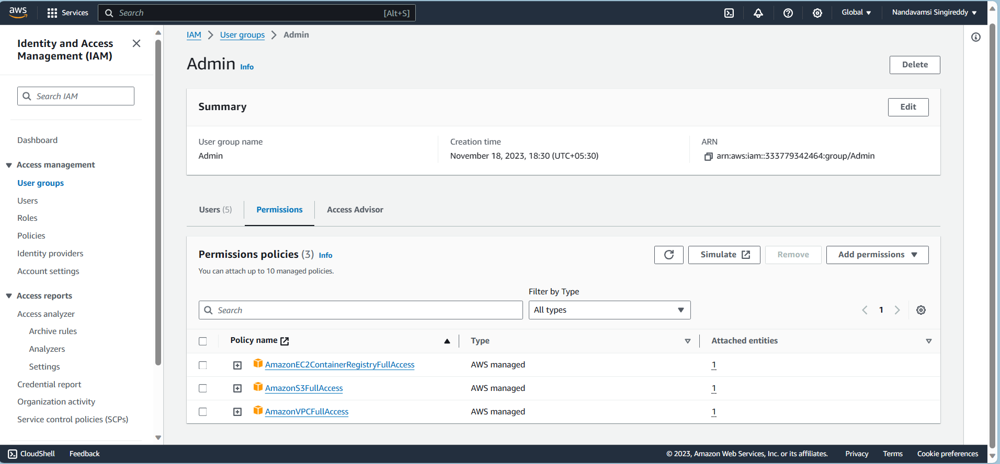 aws Services Search [Alt+S] Global Nandavamsi Singireddy
Identity and Access
Management (IAM)
Search IAM
Dashboard
Access management
User groups
Users
Roles
Policies
Identity providers
Account settings
Access reports
Access analyzer
Archive rules
Analyzers
Settings
Credential report
Organization activity
Service control policies (SCPs)
IAM User groups Admin
Admin Info
Delete
Summary
Edit
User group name
Admin
Creation time
November 18, 2023, 18:30 (UTC+05:30)
ARN
arn:aws:iam::333779342464:group/Admin
Users (5) Permissions Access Advisor
Permissions policies (3) Info
You can attach up to 10 managed policies.
Simulate Remove Add permissions
Filter by Type
Search All types 1
Policy name Type Attached entities
AmazonEC2ContainerRegistryFullAccess AWS managed 1
AmazonS3FullAccess AWS managed 1
AmazonVPCFullAccess AWS managed 1
CloudShell Feedback © 2023, Amazon Web Services, Inc. or its affiliates. Privacy Terms Cookie preferences